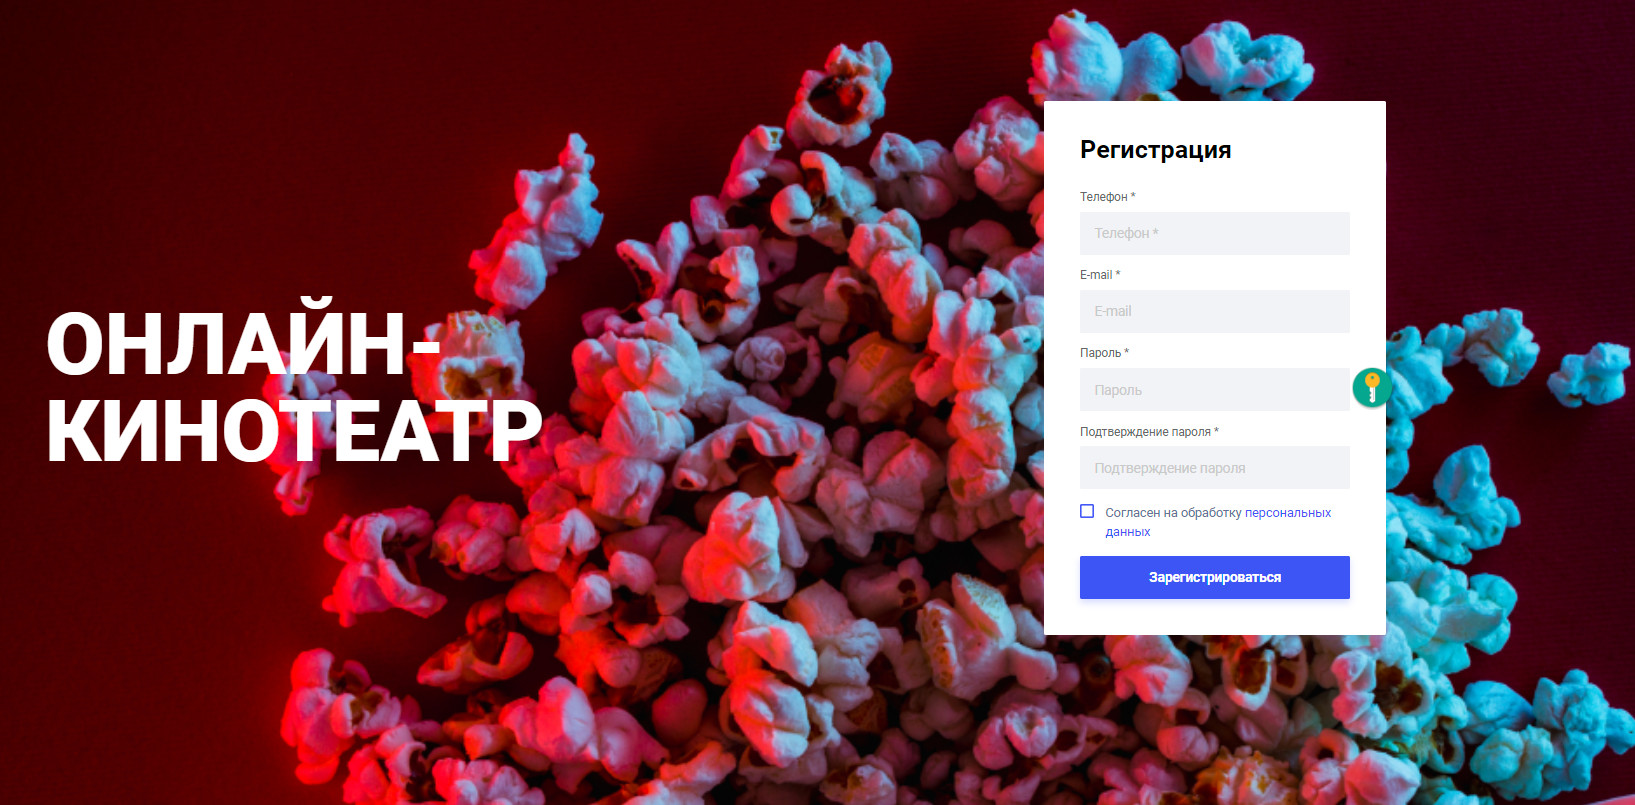 ОНЛАЙН-
КИНОТЕАТР
Регистрация
Телефон *
Телефон *
E-mail *
E-mail
Пароль *
Пароль
Подтверждение пароля *
Подтверждение пароля
Согласен на обработку персональных
данных
Зарегистрироваться